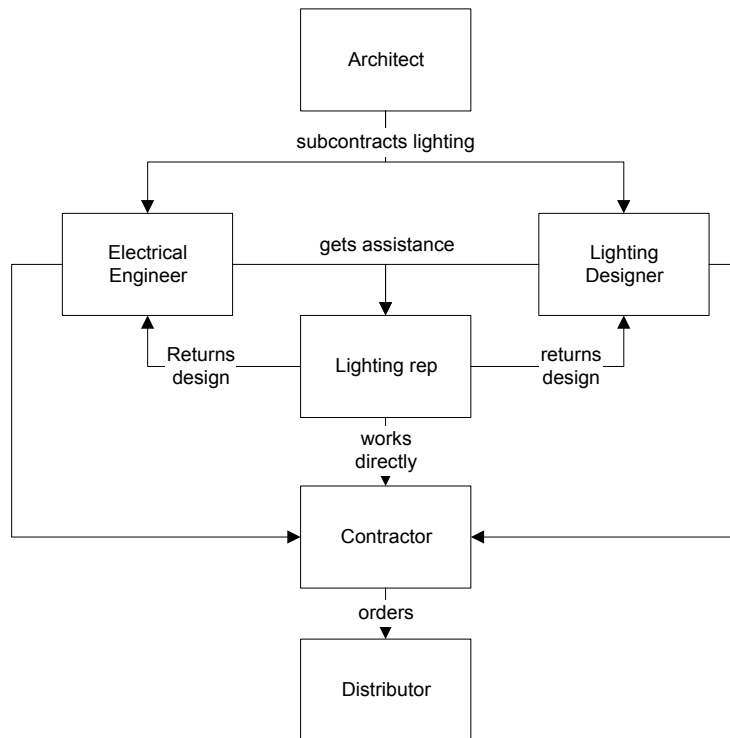 Architect
subcontracts lighting
Electrical
Engineer
gets assistance
Lighting
Designer
Returns
design
Lighting rep
returns
design
works
directly
Contractor
orders
Distributor